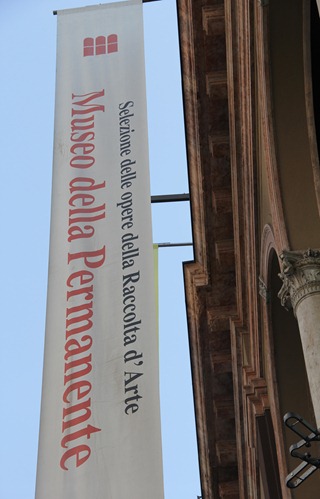 Selezione delle opere della Raccolta d'Arte
Museo della Permanente